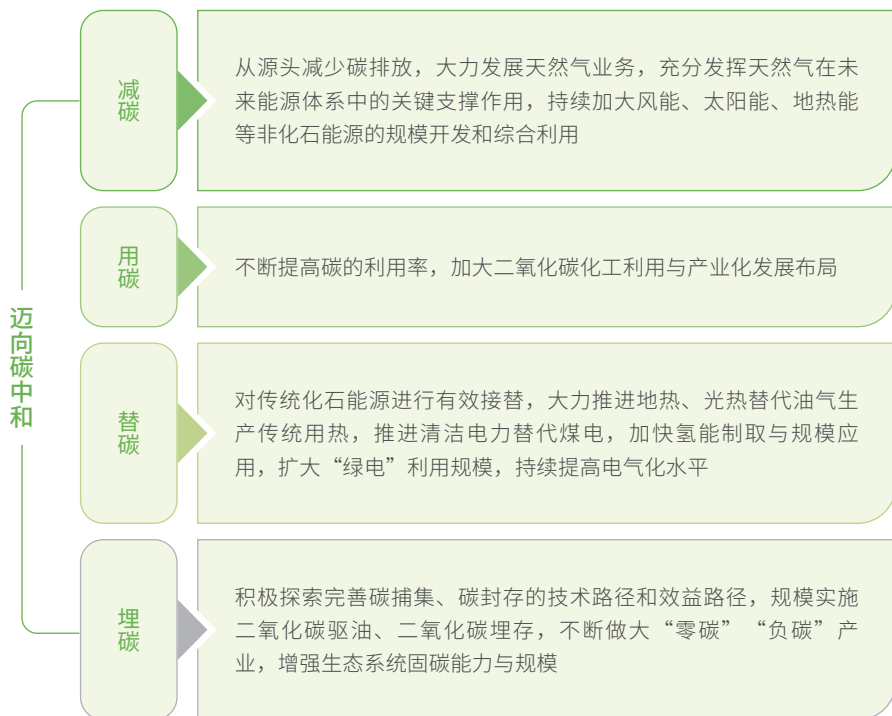 迈向碳中和
减碳
从源头减少碳排放，大力发展天然气业务，充分发挥天然气在未
来能源体系中的关键支撑作用，持续加大风能、太阳能、地热能
等非化石能源的规模开发和综合利用
用碳
不断提高碳的利用率，加大二氧化碳化工利用与产业化发展布局
替碳
对传统化石能源进行有效接替，大力推进地热、光热替代油气生
产传统用热，推进清洁电力替代煤电，加快氢能制取与规模应
用，扩大“绿电”利用规模，持续提高电气化水平
埋碳
积极探索完善碳捕集、碳封存的技术路径和效益路径，规模实施
二氧化碳驱油、二氧化碳埋存，不断做大“零碳”“负碳”产
业，增强生态系统固碳能力与规模